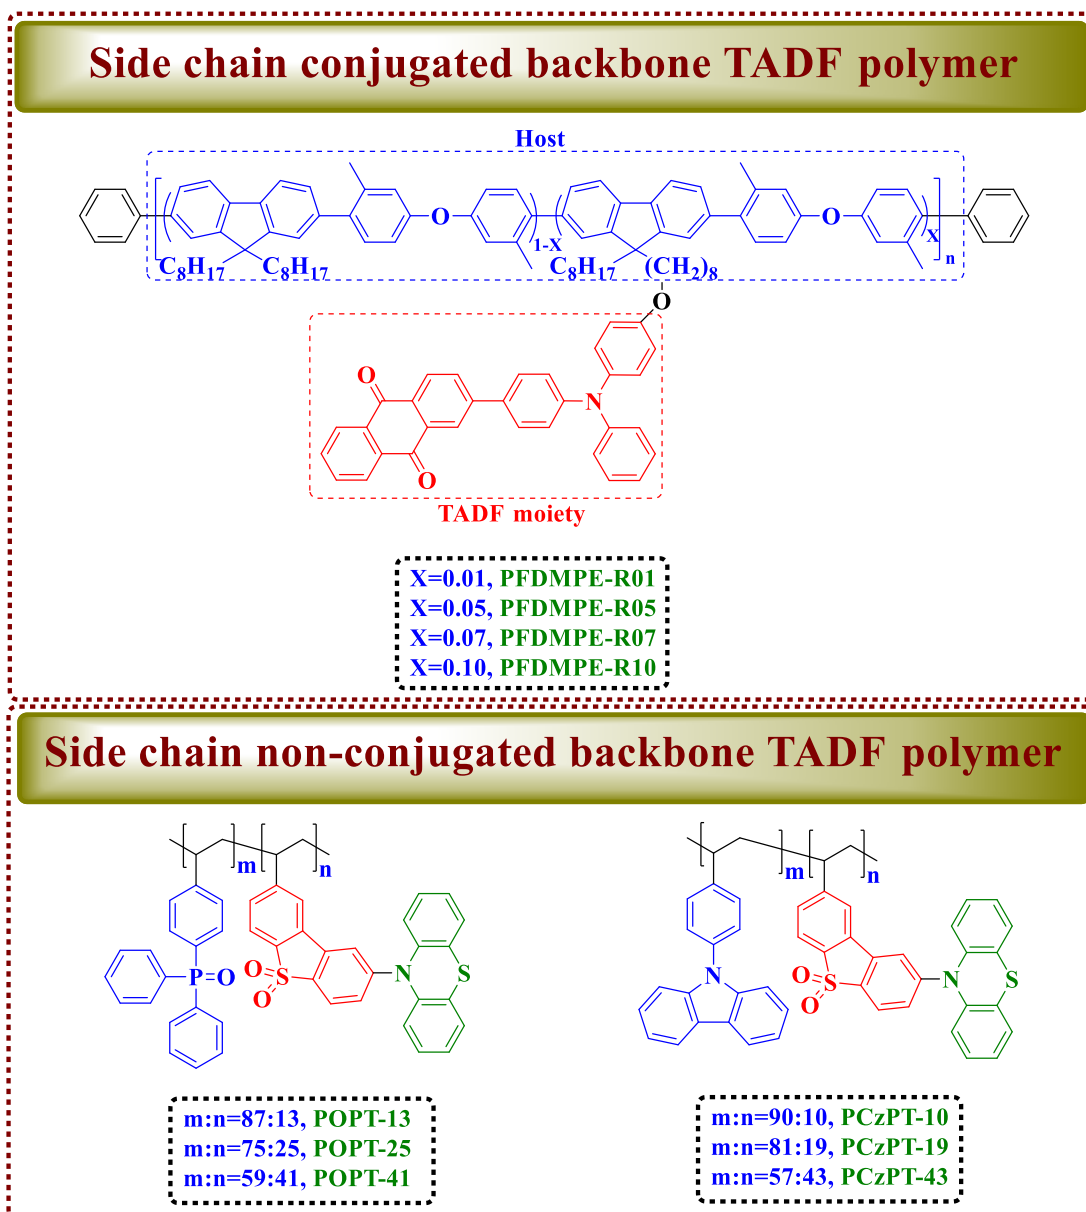 Side chain conjugated backbone TADF polymer
Host
O
O
1-X
X
n
C8H17
C8H17
C8H17
(CH2)8
O
O
N
O
TADF moiety
X=0.01, PFDMPE-R01
X=0.05, PFDMPE-R05
X=0.07, PFDMPE-R07
X=0.10, PFDMPE-R10
Side chain non-conjugated backbone TADF polymer
m
n
P=O
O
S
O
N
S
m:n=87:13, POPT-13
m:n=75:25, POPT-25
m:n=59:41, POPT-41
m
n
N
O
S
O
N
S
m:n=90:10, PCzPT-10
m:n=81:19, PCzPT-19
m:n=57:43, PCzPT-43